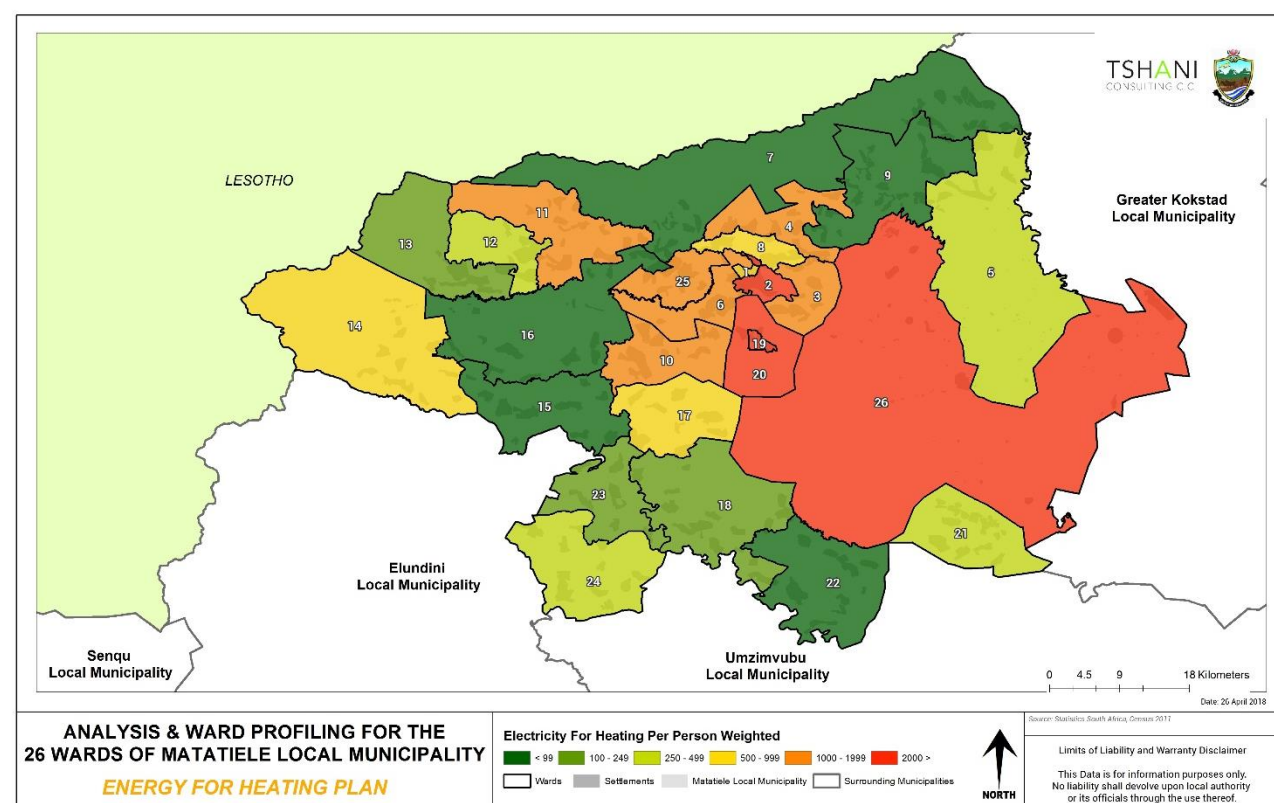 TSHANI
CONSULTING C.C.
LESOTHO
Greater Kokstad
Local Municipality
7
9
11
4
13
12
8
5
1
25
2
3
6
14
16
19
10
20
26
15
17
23
18
21
24
22
Elundini
Local Municipality
Senqu
Local Municipality
Umzimvubu
Local Municipality
0 4.5 9 18 Kilometers
Date: 26 April 2018
ANALYSIS & WARD PROFILING FOR THE
26 WARDS OF MATATIELE LOCAL MUNICIPALITY
ENERGY FOR HEATING PLAN
Electricity For Heating Per Person Weighted
< 99 100 - 249 250 - 499 500 - 999 1000 - 1999 2000 >
Wards Settlements Matatiele Local Municipality Surrounding Municipalities
NORTH
Source: Statistics South Africa, Census 2011
Limits of Liability and Warranty Disclaimer
This Data is for information purposes only.
No liability shall devolve upon local authority
or its officials through the use thereof.